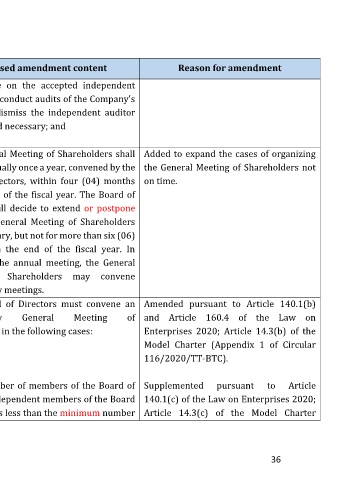 sed amendment content
Reason for amendment
e on the accepted independent
conduct audits of the Company's
ismiss the independent auditor
d necessary; and
al Meeting of Shareholders shall
ually once a year, convened by the
ectors, within four (04) months
of the fiscal year. The Board of
all decide to extend or postpone
eneral Meeting of Shareholders
ary, but not for more than six (06)
the end of the fiscal year. In
he annual meeting, the General
Shareholders may convene
y meetings.
Added to expand the cases of organizing
the General Meeting of Shareholders not
on time.
l of Directors must convene an
y General Meeting of
in the following cases:
Amended pursuant to Article 140.1(b)
and Article 160.4 of the Law on
Enterprises 2020; Article 14.3(b) of the
Model Charter (Appendix 1 of Circular
116/2020/TT-BTC).
ber of members of the Board of
dependent members of the Board
s less than the minimum number
Supplemented pursuant to Article
140.1(c) of the Law on Enterprises 2020;
Article 14.3(c) of the Model Charter
36